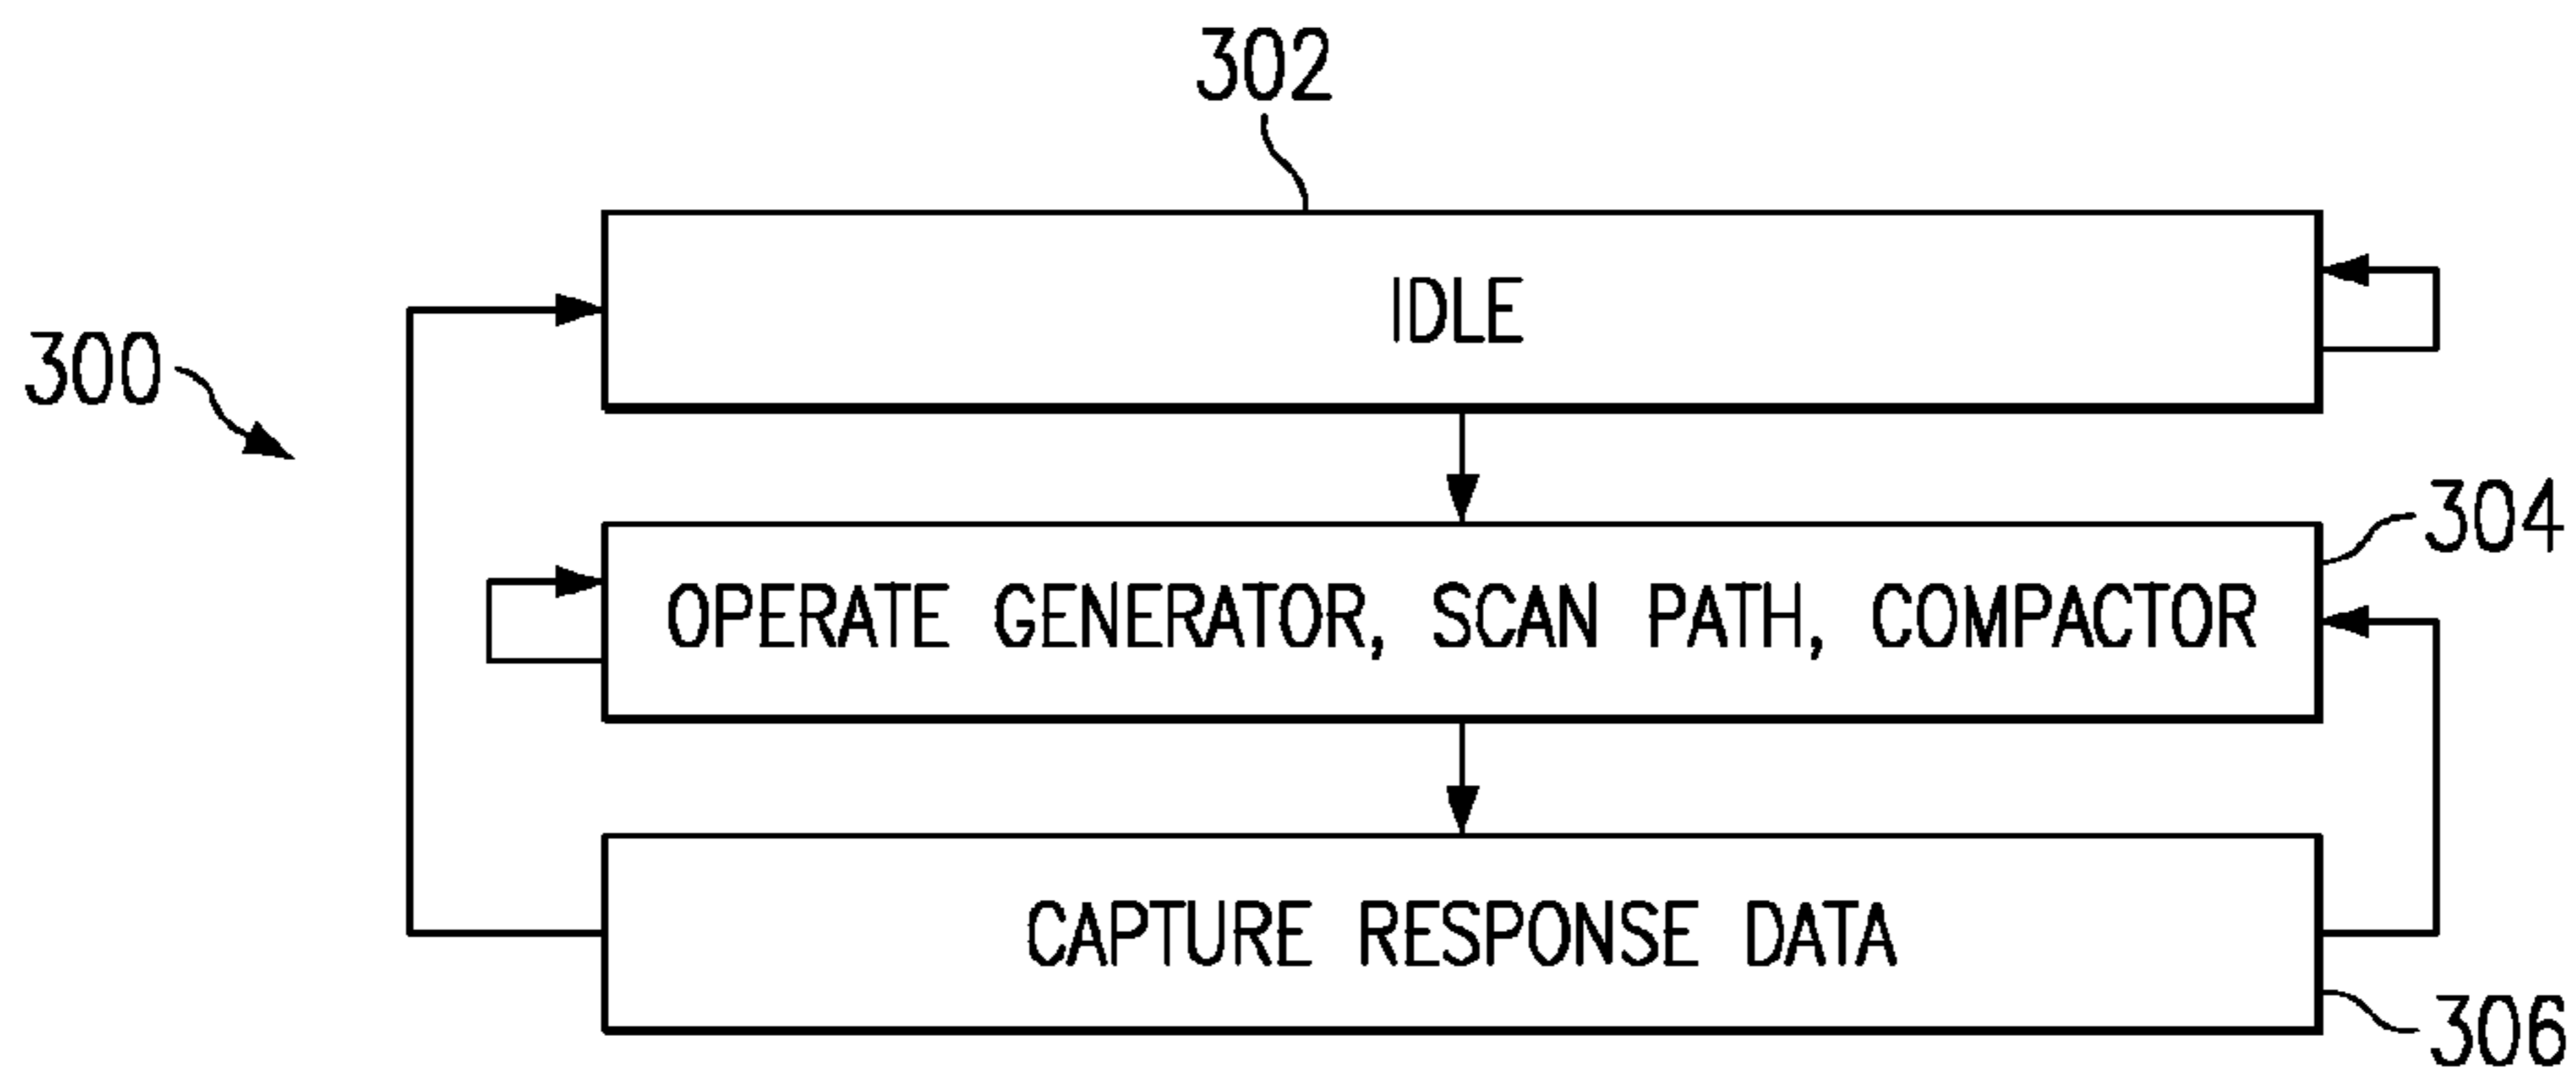 302
IDLE
300
304
OPERATE GENERATOR, SCAN PATH, COMPACTOR
CAPTURE RESPONSE DATA
306